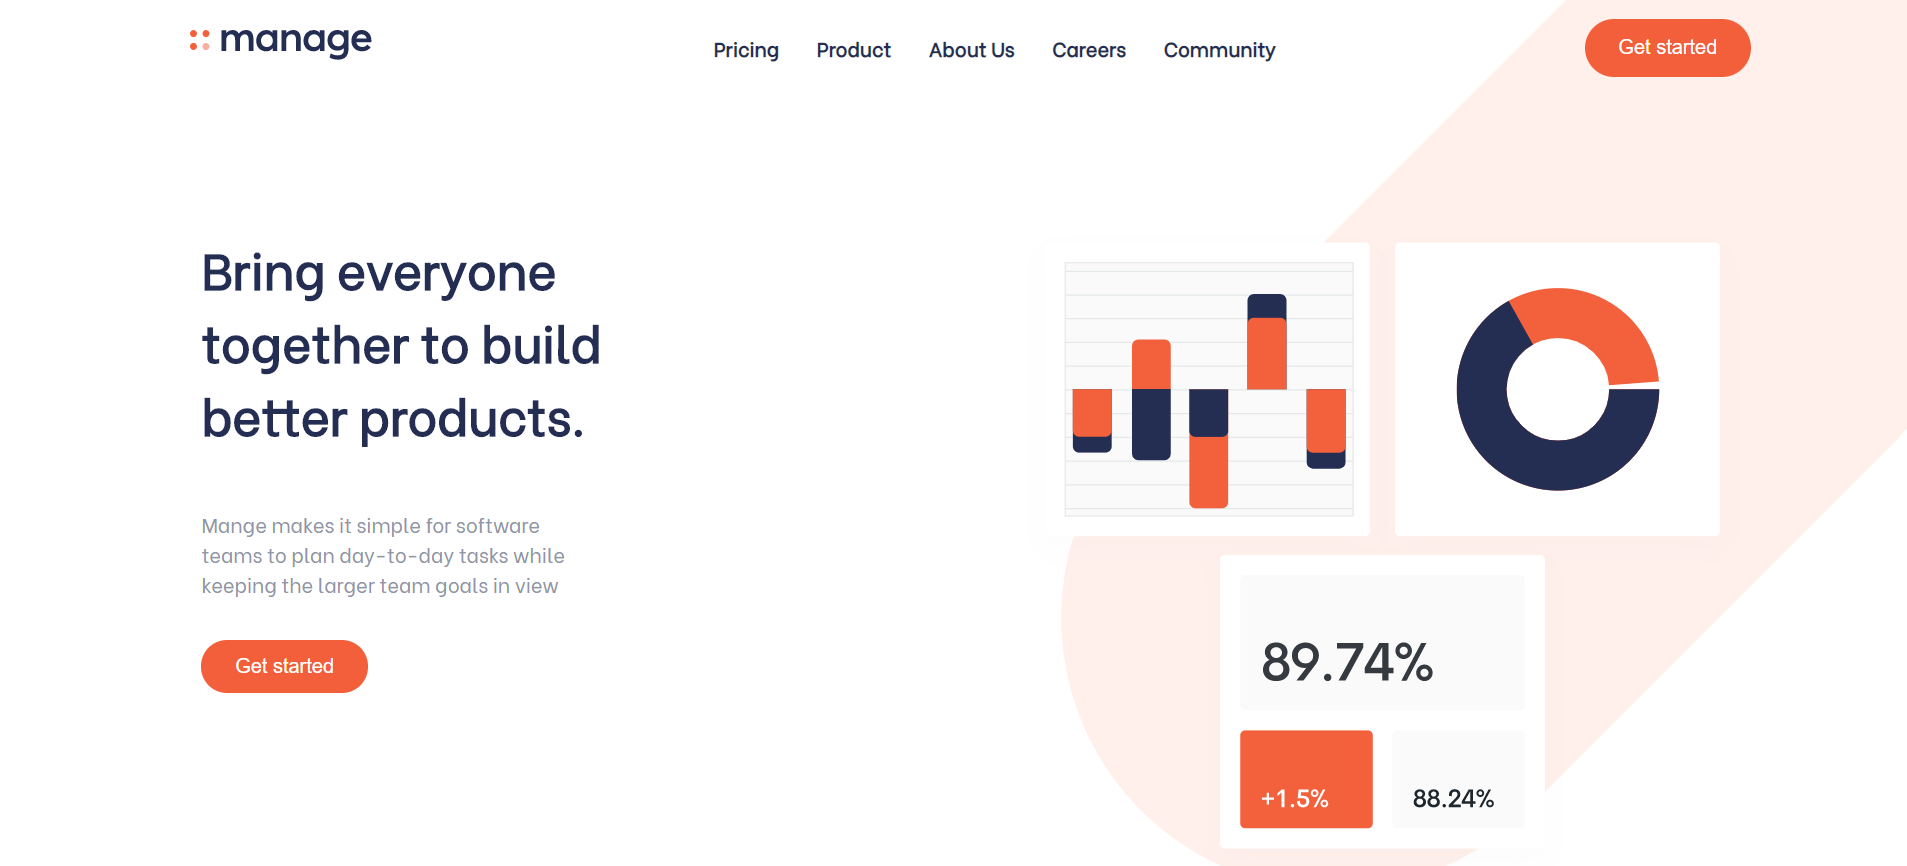 manage
Pricing
Product
About Us
Careers
Community
Get started
Bring everyone
together to build
better products.
Mange makes it simple for software
teams to plan day-to-day tasks while
keeping the larger team goals in view
Get started
89.74%
+1.5%
88.24%